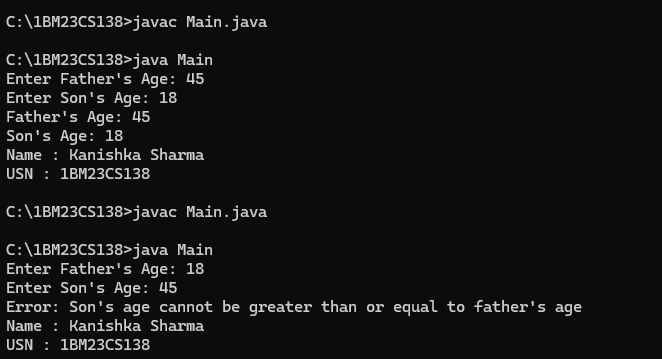 C:\1BM23CS138>javac Main.java
C:\1BM23CS138>java Main
Enter Father's Age: 45
Enter Son's Age: 18
Father's Age: 45
Son's Age: 18
Name : Kanishka Sharma
USN : 1BM23CS138
C:\1BM23CS138>javac Main.java
C:\1BM23CS138>java Main
Enter Father's Age: 18
Enter Son's Age: 45
Error: Son's age cannot be greater than or equal to father's age
Name : Kanishka Sharma
USN : 1BM23CS138